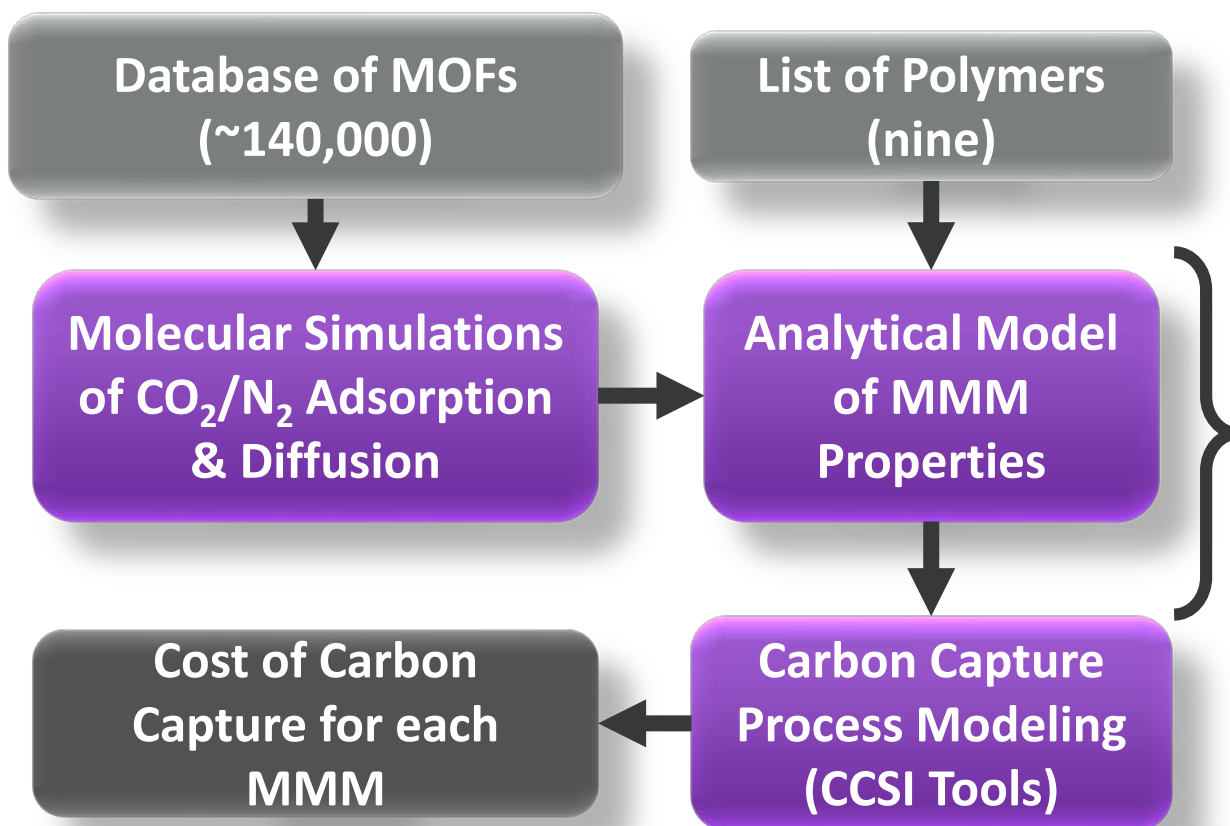 Database of MOFs
(~140,000)
List of Polymers
(nine)
Molecular Simulations
of CO₂/N₂ Adsorption
& Diffusion
Analytical Model
of MMM
Properties
Cost of Carbon
Capture for each
MMM
Carbon Capture
Process Modeling
(CCSI Tools)